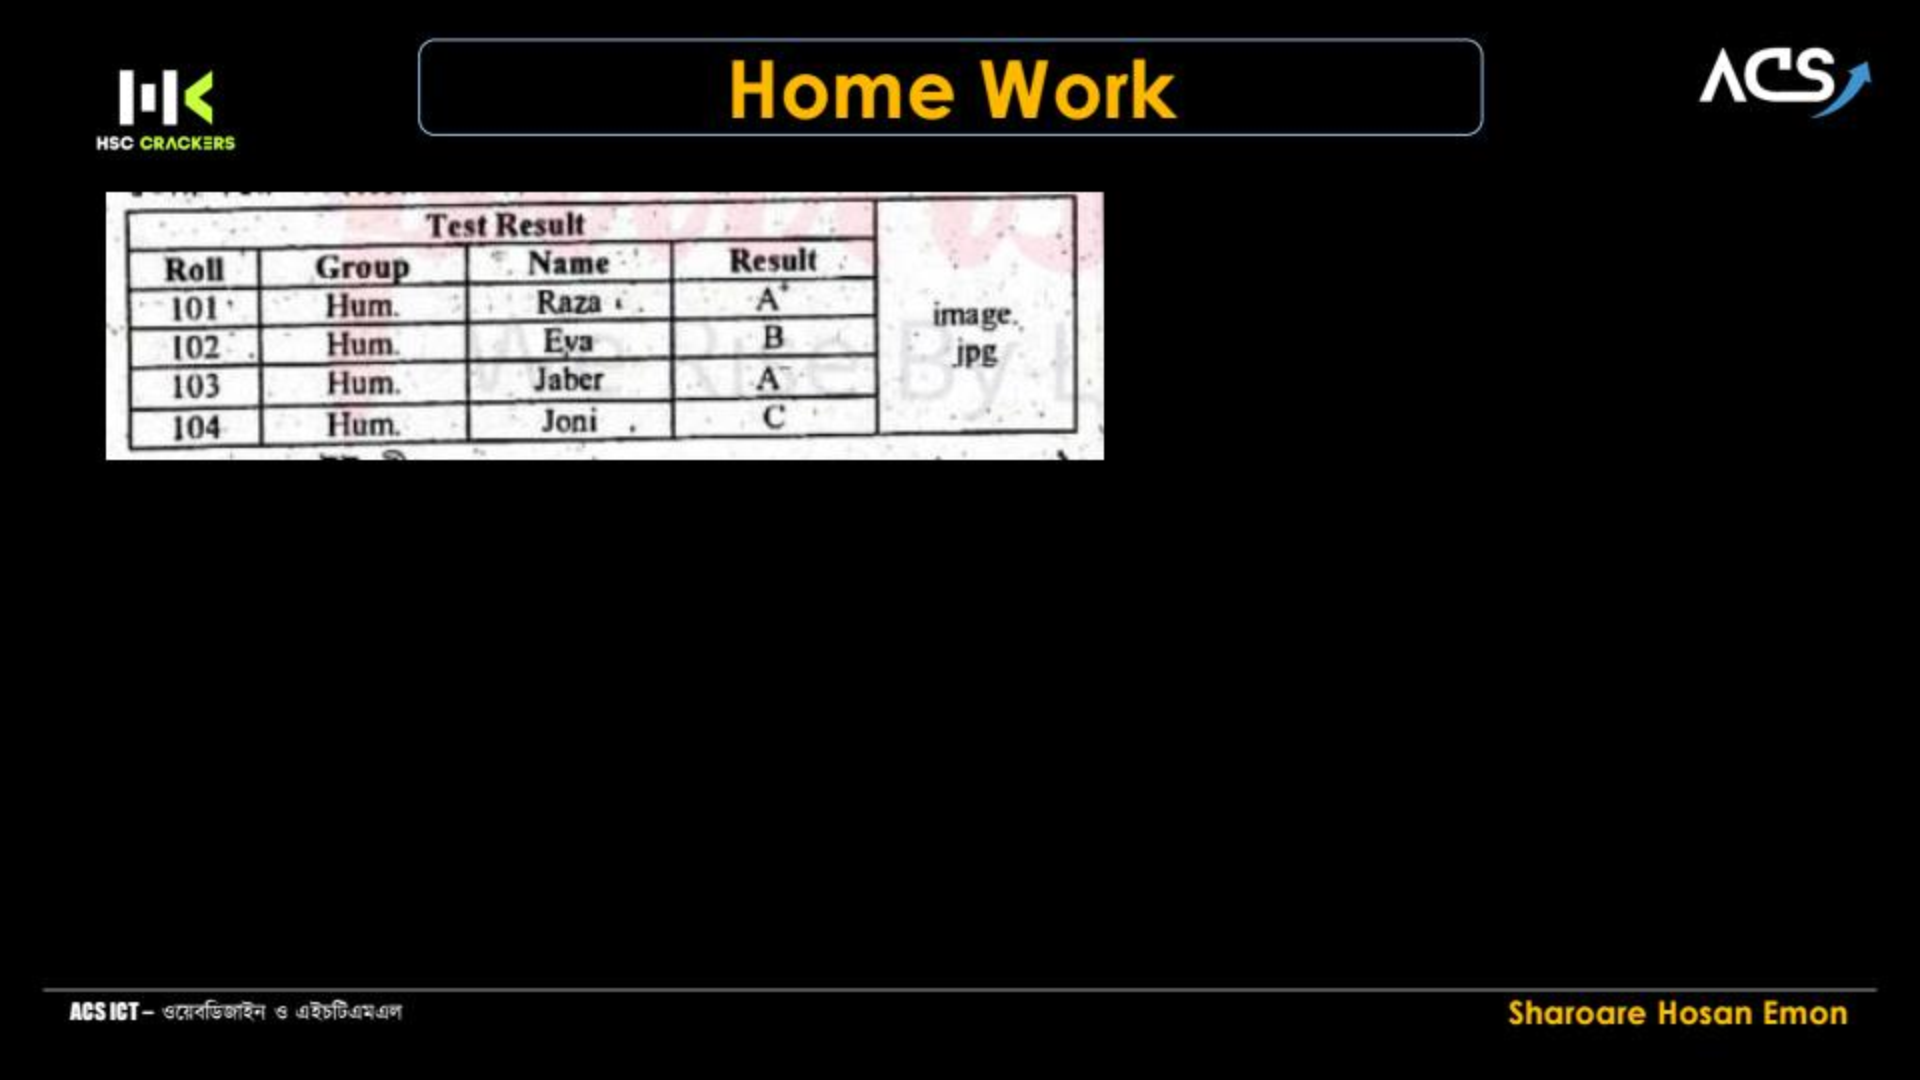 HSC CRACKERS
Home Work
ACS
Test Result
Roll Group Name Result
image.
jpg
101 Hum. Raza A+
102 Hum. Eva B
103 Hum. Jaber A-
104 Hum. Joni C
ACS ICT – ওয়েবডিজাইন ও এইচটিএমএল
Sharoare Hosan Emon